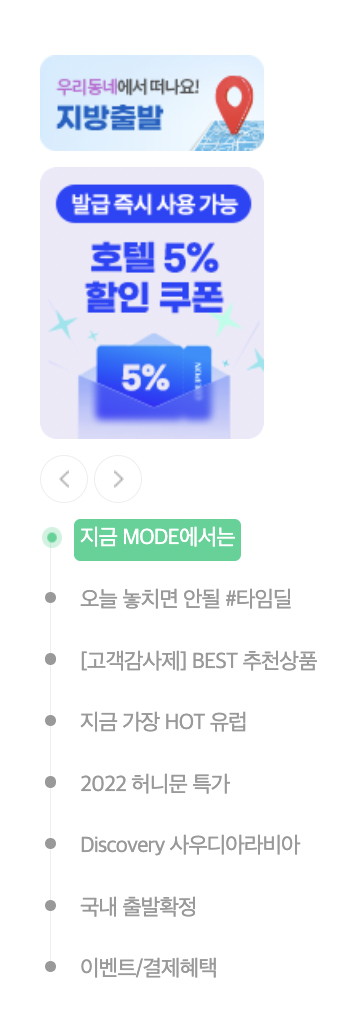 우리동네에서 떠나요!
지방출발
발급 즉시 사용 가능
호텔 5%
할인 쿠폰
5%
COUPON
지금 MODE에서는
오늘 놓치면 안될 #타임딜
[고객감사제] BEST 추천상품
지금 가장 HOT 유럽
2022 허니문 특가
Discovery 사우디아라비아
국내 출발확정
이벤트/결제혜택